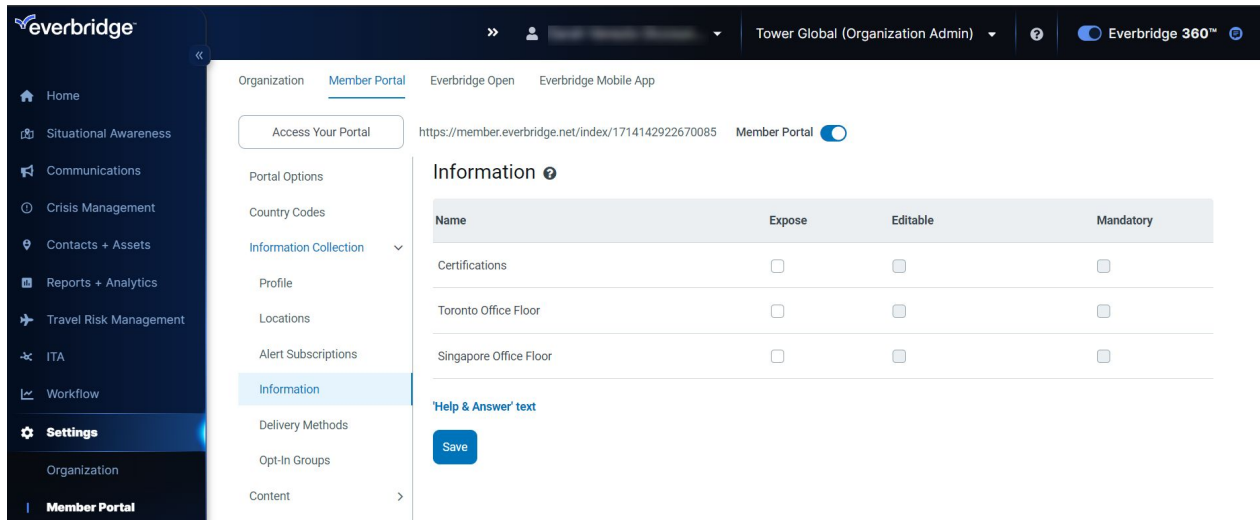 everbridge™
»
Tower Global (Organization Admin)
Everbridge 360™
«
Home
Situational Awareness
Communications
Crisis Management
Contacts + Assets
Reports + Analytics
Travel Risk Management
ITA
Workflow
Settings
Organization
Member Portal
Organization Member Portal Everbridge Open Everbridge Mobile App
Access Your Portal https://member.everbridge.net/index/1714142922670085 Member Portal
Portal Options
Country Codes
Information Collection
Profile
Locations
Alert Subscriptions
Information
Delivery Methods
Opt-In Groups
Content
Information ?
Name Expose Editable Mandatory
Certifications
Toronto Office Floor
Singapore Office Floor
'Help & Answer' text
Save